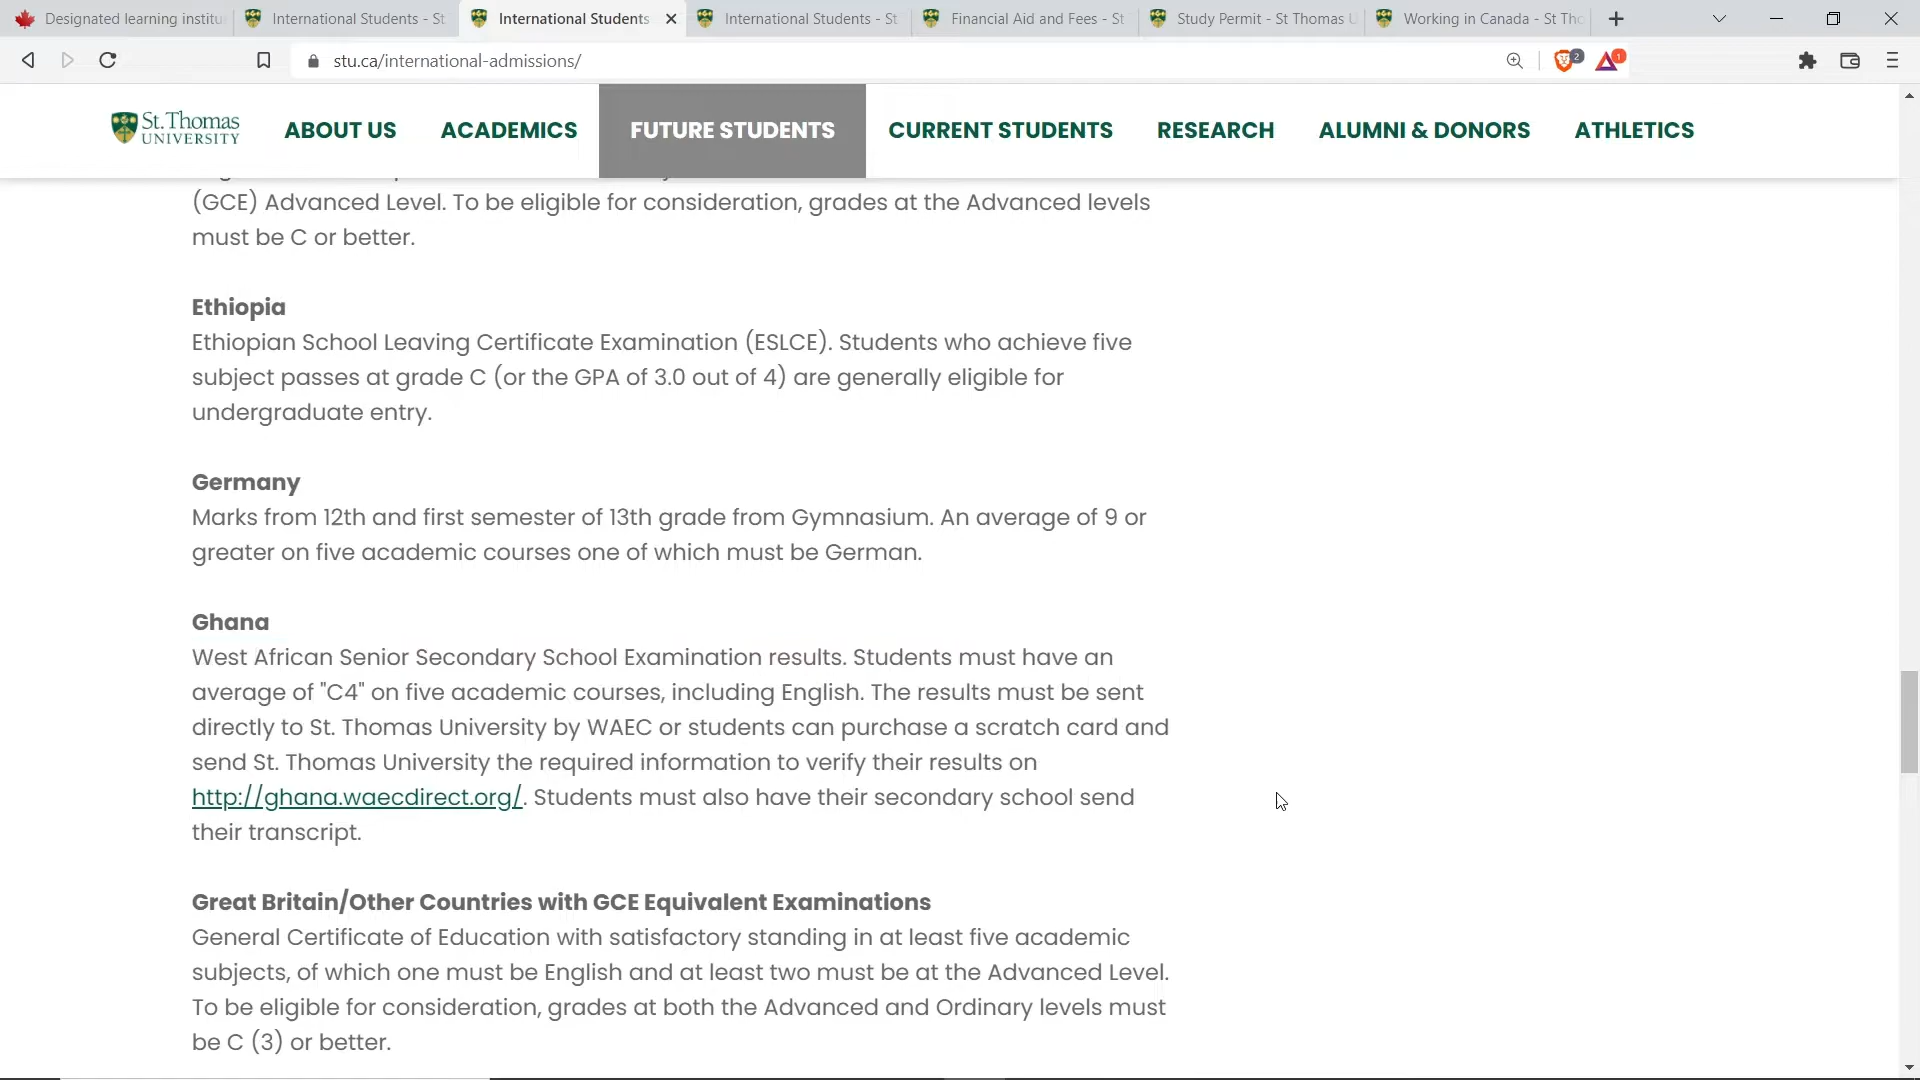 Designated learning institu
International Students - St
International Students
International Students - St
Financial Aid and Fees - St
Study Permit - St Thomas U
Working in Canada - St Tho
stu.ca/international-admissions/
2
1
St. Thomas
UNIVERSITY
ABOUT US
ACADEMICS
FUTURE STUDENTS
CURRENT STUDENTS
RESEARCH
ALUMNI & DONORS
ATHLETICS
(GCE) Advanced Level. To be eligible for consideration, grades at the Advanced levels
must be C or better.
Ethiopia
Ethiopian School Leaving Certificate Examination (ESLCE). Students who achieve five
subject passes at grade C (or the GPA of 3.0 out of 4) are generally eligible for
undergraduate entry.
Germany
Marks from 12th and first semester of 13th grade from Gymnasium. An average of 9 or
greater on five academic courses one of which must be German.
Ghana
West African Senior Secondary School Examination results. Students must have an
average of "C4" on five academic courses, including English. The results must be sent
directly to St. Thomas University by WAEC or students can purchase a scratch card and
send St. Thomas University the required information to verify their results on
http://ghana.waecdirect.org/. Students must also have their secondary school send
their transcript.
Great Britain/Other Countries with GCE Equivalent Examinations
General Certificate of Education with satisfactory standing in at least five academic
subjects, of which one must be English and at least two must be at the Advanced Level.
To be eligible for consideration, grades at both the Advanced and Ordinary levels must
be C (3) or better.